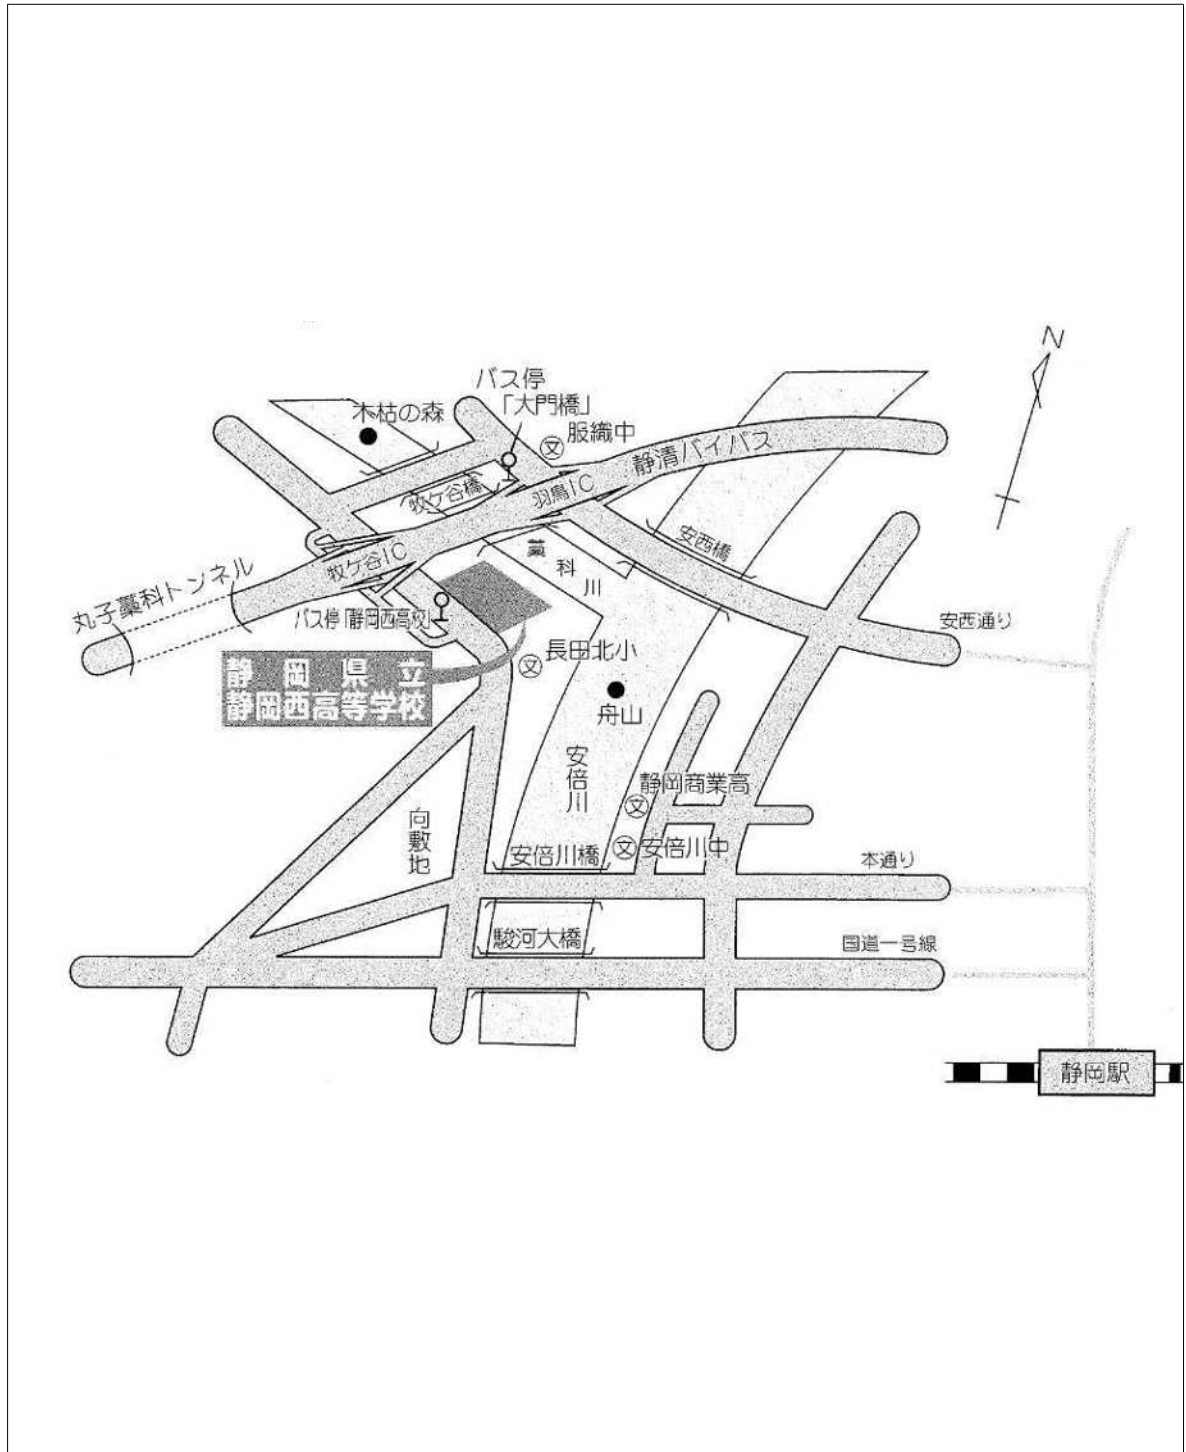 N
バス停
「大門橋」
木枯の森
服織中
静清バイパス
牧ケ谷橋
羽鳥IC
安西橋
藁科川
牧ケ谷IC
丸子藁科トンネル
バス停「静岡西高校」
安西通り
長田北小
静岡県立
静岡西高等学校
舟山
安倍川
静岡商業高
向敷地
安倍川橋
安倍川中
本通り
駿河大橋
国道一号線
静岡駅
文
文
文
文